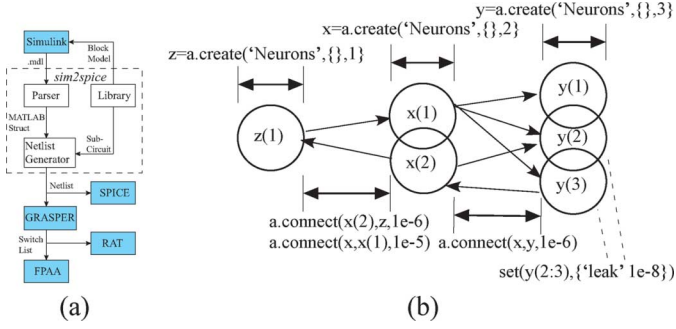 Simulink
Block
Model
.mdl
sim2spice
Parser
Library
MATLAB
Struct
Sub-
Circuit
Netlist
Generator
Netlist
SPICE
GRASPER
Switch
List
RAT
FPAA
(a)
z=a.create('Neurons',{},1}
x=a.create('Neurons',{},2}
y=a.create('Neurons',{},3}
z(1)
x(1)
x(2)
y(1)
y(2)
y(3)
a.connect(x(2),z,1e-6)
a.connect(x,x(1),1e-5)
a.connect(x,y,1e-6)
set(y(2:3),{'leak' 1e-8})
(b)